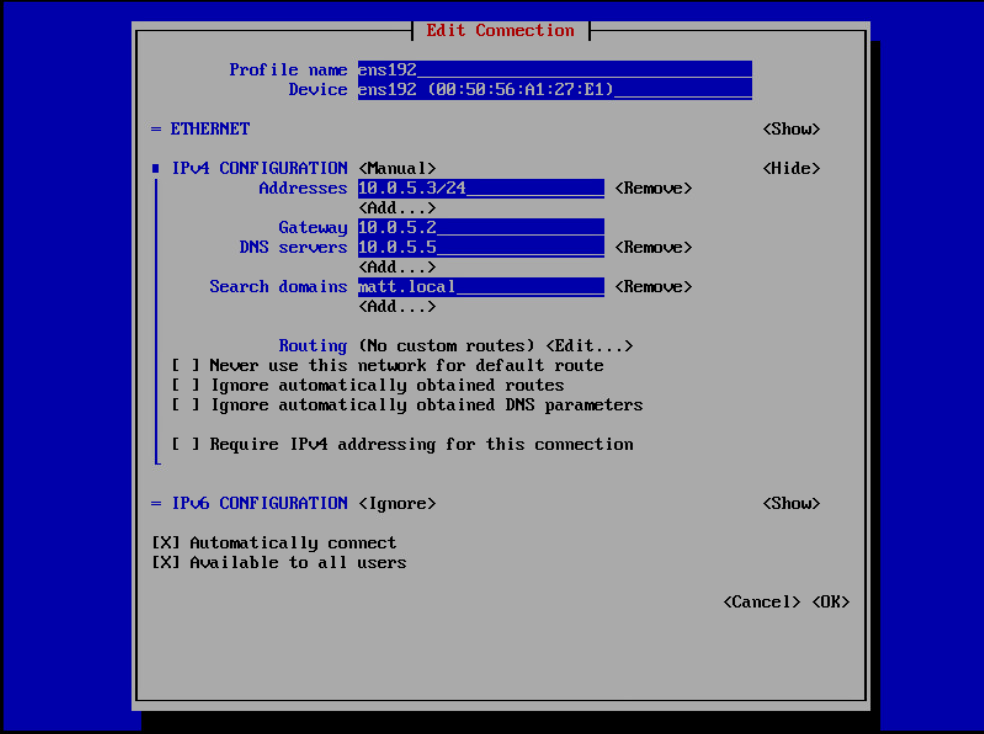 Edit Connection
Profile name ens192
Device ens192 (00:50:56:A1:27:E1)
= ETHERNET <Show>
IPv4 CONFIGURATION <Manual> <Hide>
Addresses 10.0.5.3/24 <Remove>
<Add...>
Gateway 10.0.5.2
DNS servers 10.0.5.5 <Remove>
<Add...>
Search domains matt.local <Remove>
<Add...>
Routing (No custom routes) <Edit...>
[ ] Never use this network for default route
[ ] Ignore automatically obtained routes
[ ] Ignore automatically obtained DNS parameters
[ ] Require IPv4 addressing for this connection
= IPv6 CONFIGURATION <Ignore> <Show>
[X] Automatically connect
[X] Available to all users
<Cancel> <OK>